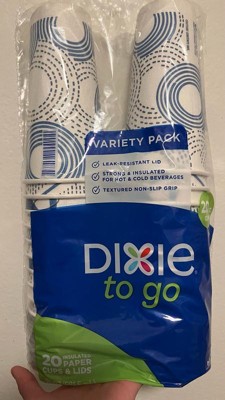 VARIETY PACK
LEAK-RESISTANT LID
STRONG & INSULATED
FOR HOT & COLD BEVERAGES
TEXTURED NON-SLIP GRIP
20
DIXIE
to go
20 INSULATED
PAPER
CUPS & LIDS